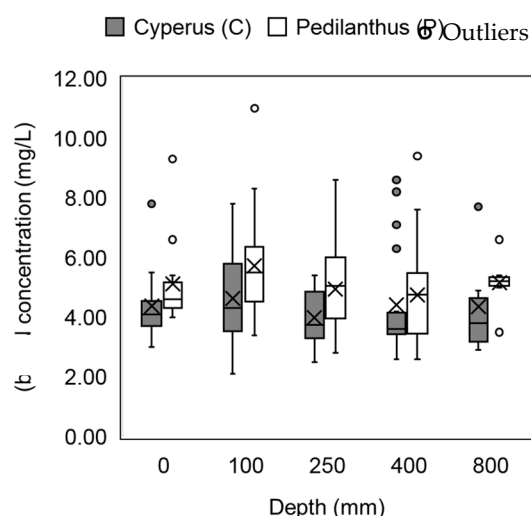 Cyperus (C) Pedilanthus (P) Outliers
12.00
10.00
8.00
6.00
4.00
2.00
0.00
(b
l concentration (mg/L)
0 100 250 400 800
Depth (mm)